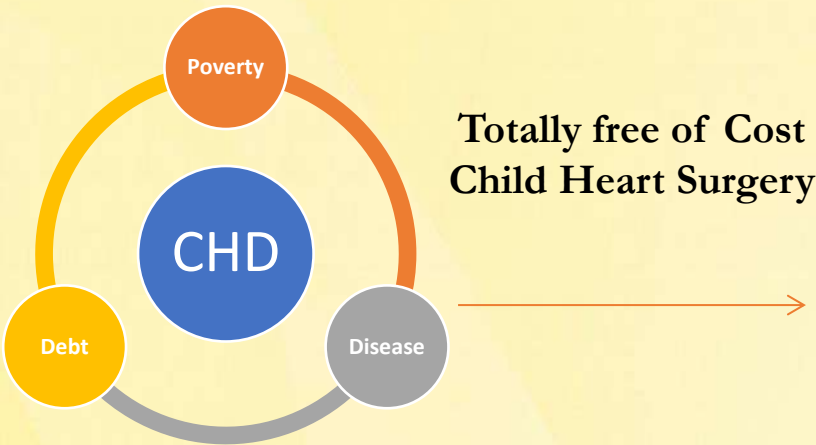 Poverty
Totally free of Cost
Child Heart Surgery
CHD
Debt
Disease